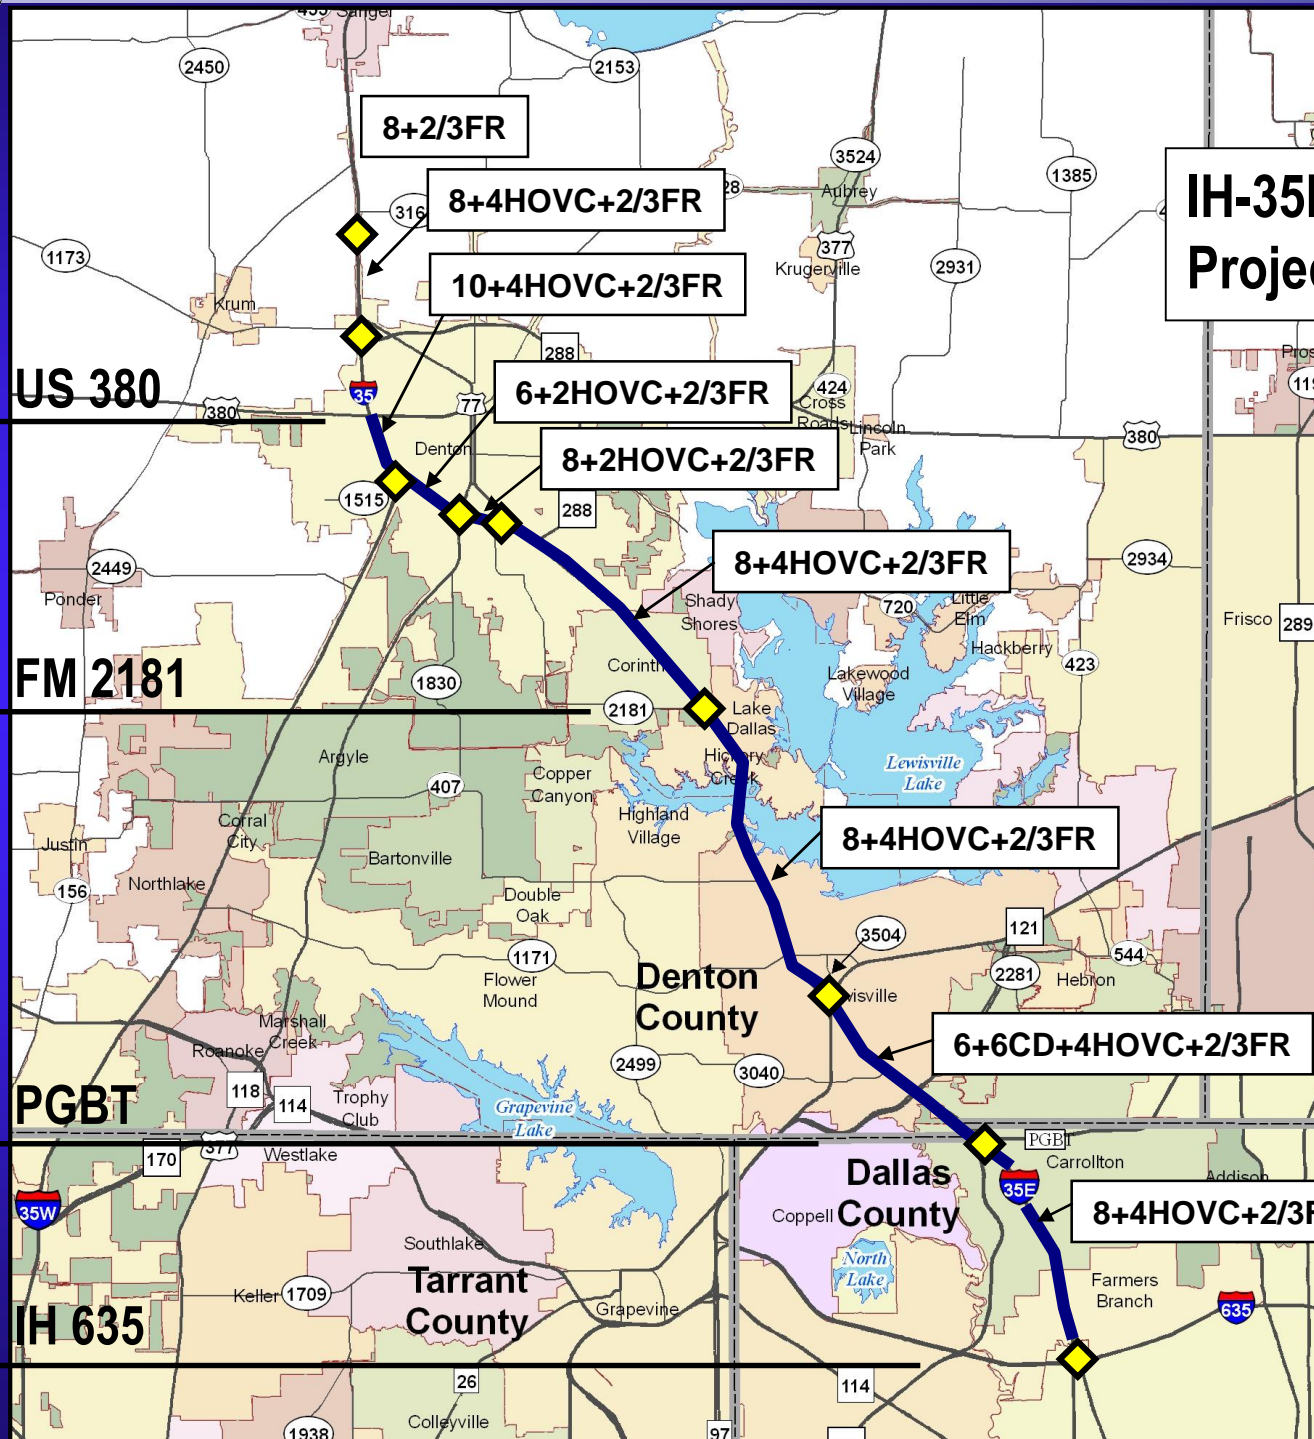 455
Sanger
2450
2153
8+2/3FR
3524
1385
Aubrey
8+4HOVC+2/3FR
28
316
IH-35
Projec
1173
377
2931
Krugerville
10+4HOVC+2/3FR
Krum
288
Pros
US 380
35
6+2HOVC+2/3FR
424
119
380
77
Cross
Roads
Lincoln
Park
380
Denton
8+2HOVC+2/3FR
1515
288
8+4HOVC+2/3FR
2934
2449
Ponder
Shady
Shores
720
Little
Elm
Frisco
289
Hackberry
423
Corinth
FM 2181
1830
Lakewood
Village
2181
Lake
Dallas
Argyle
Hickory
Creek
Lewisville
Lake
407
Copper
Canyon
Highland
Village
Corral
City
8+4HOVC+2/3FR
Justin
Bartonville
156
Northlake
Double
Oak
121
3504
544
1171
2281
Denton
County
Flower
Mound
Hebron
visville
Marshall
Creek
Roanoke
6+6CD+4HOVC+2/3FR
2499
3040
118
114
Trophy
Club
PGBT
Grapevine
Lake
377
170
Westlake
PGBT
Carrollton
Dallas
County
Addison
35E
35W
Coppell
8+4HOVC+2/3F
Southlake
North
Lake
Tarrant
County
Keller
1709
Grapevine
Farmers
Branch
635
IH 635
26
114
Colleyville
1938
97